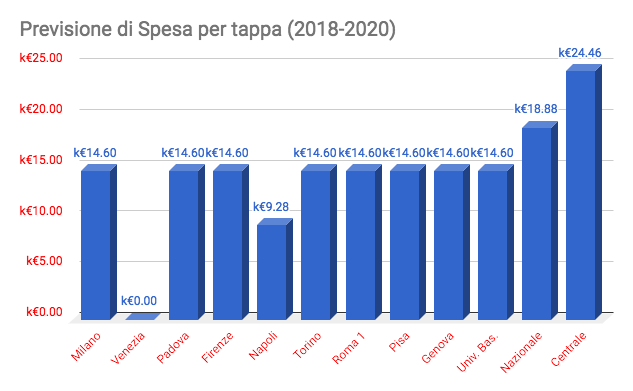 Previsione di Spesa per tappa (2018-2020)
k€25.00
k€20.00
k€15.00
k€10.00
k€5.00
k€0.00
k€14.60
k€0.00
k€14.60
k€14.60
k€9.28
k€14.60
k€14.60
k€14.60
k€14.60
k€14.60
k€18.88
k€24.46
Milano
Venezia
Padova
Firenze
Napoli
Torino
Roma 1
Pisa
Genova
Univ. Bas.
Nazionale
Centrale